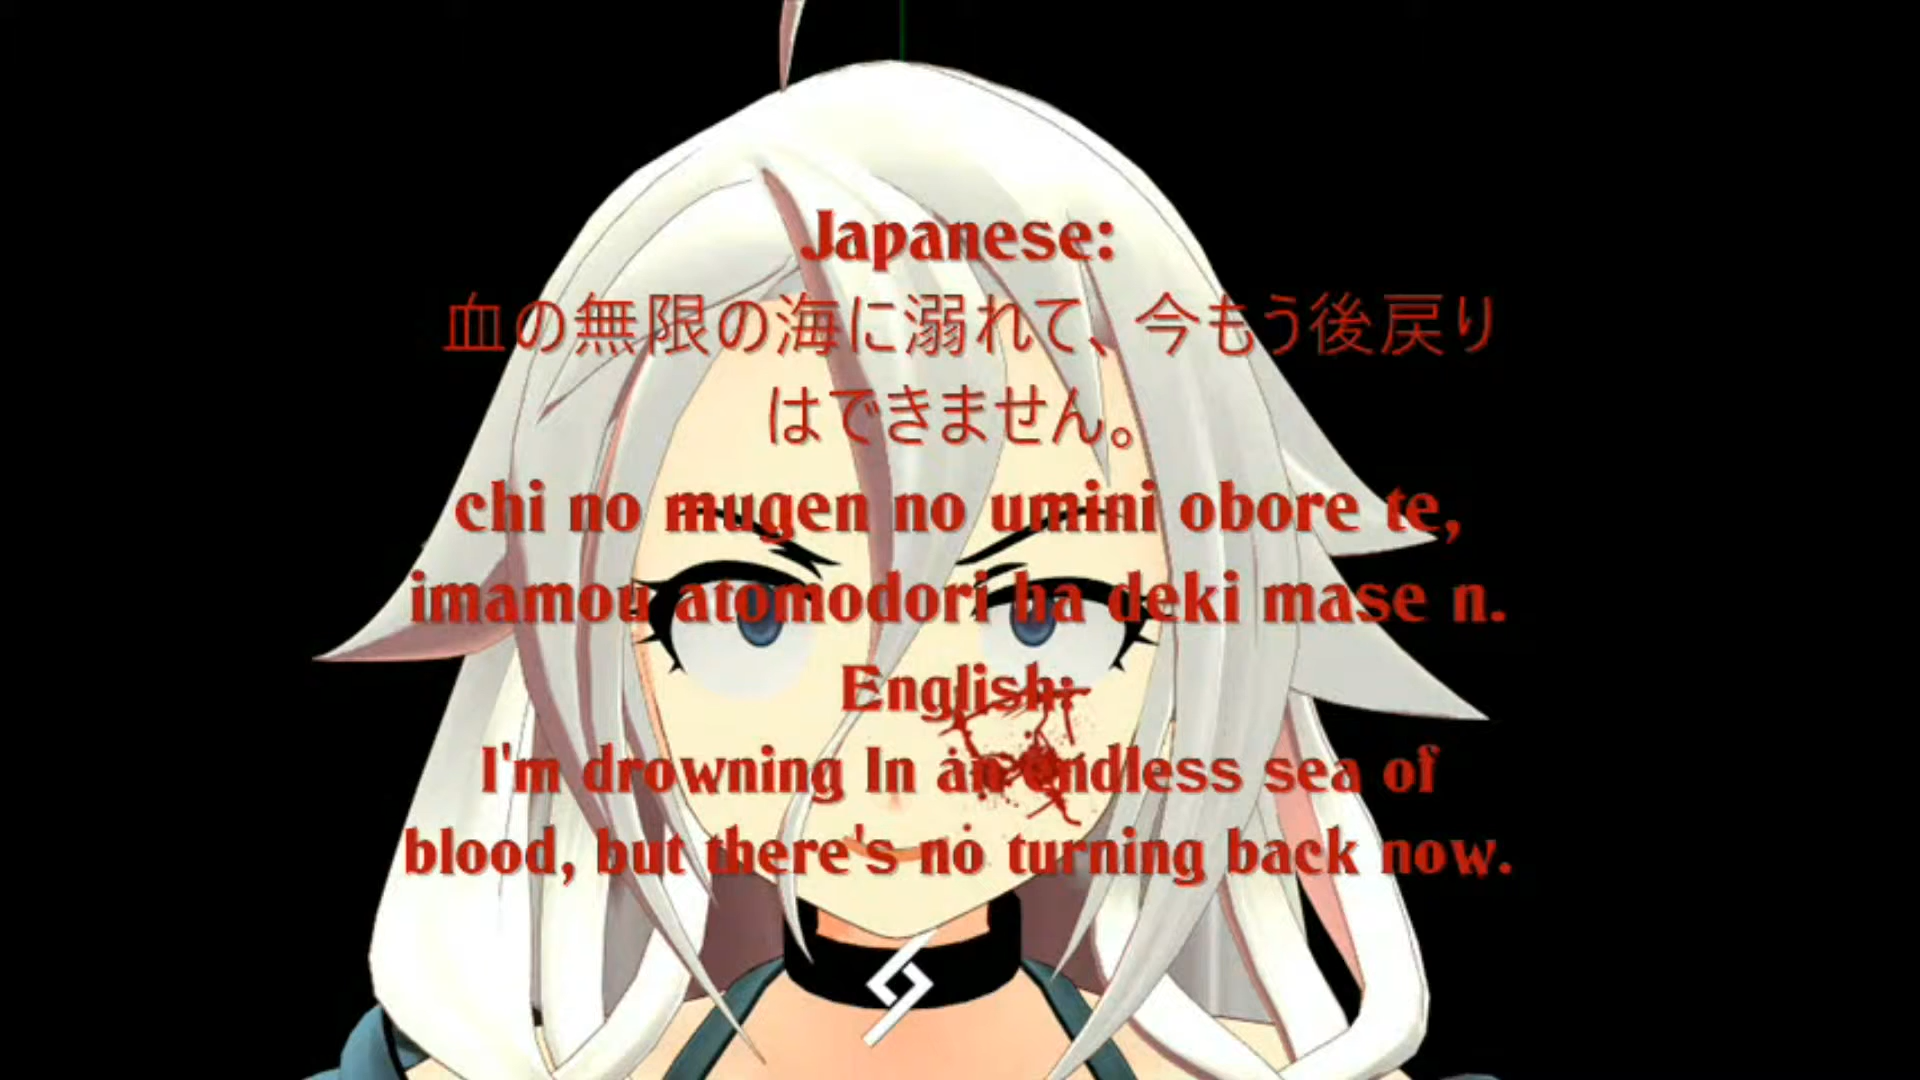 Japanese:
血の無限の海に溺れて、今もう後戻り
はできません。
chi no mugen no umini obore te,
imamou atomodori ha deki mase n.
English:
I'm drowning In an endless sea of
blood, but there's no turning back now.